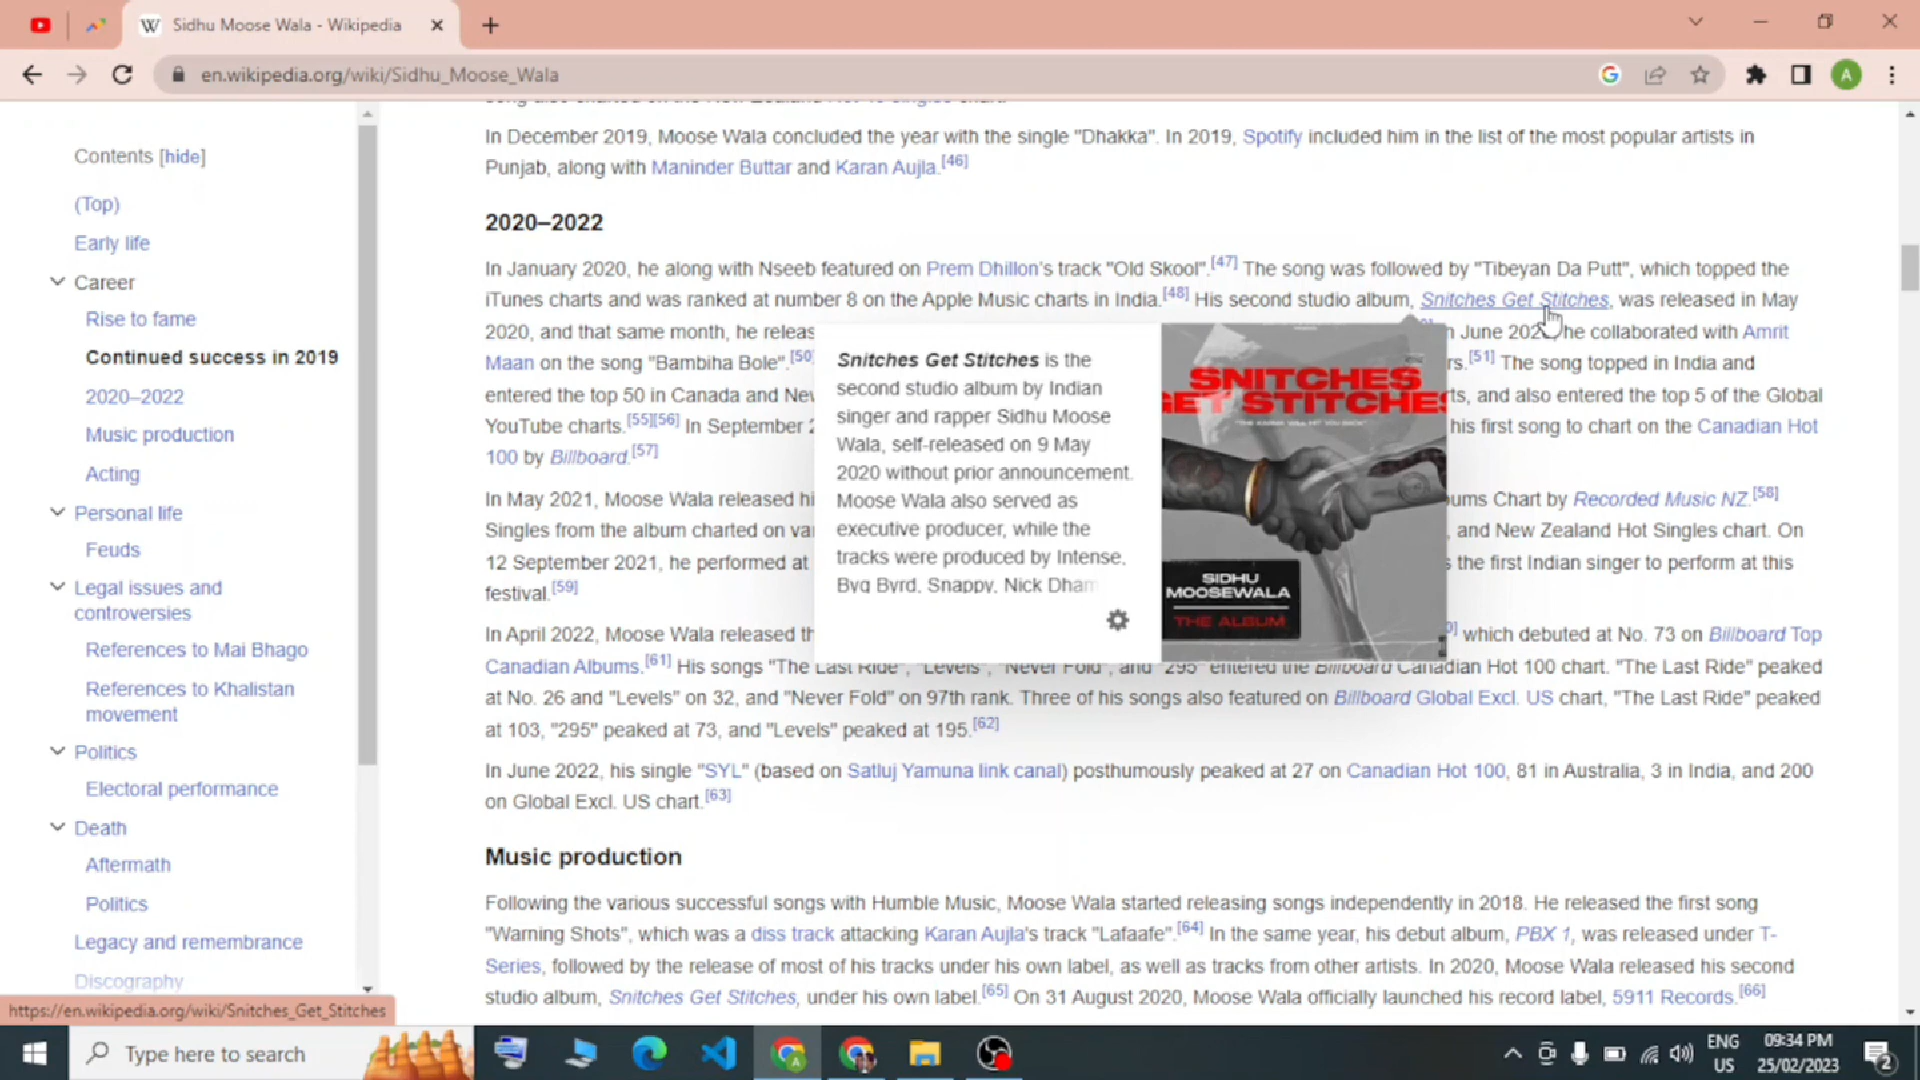 Sidhu Moose Wala - Wikipedia
en.wikipedia.org/wiki/Sidhu_Moose_Wala
A
Contents [hide]
(Top)
Early life
Career
Rise to fame
Continued success in 2019
2020–2022
Music production
Acting
Personal life
Feuds
Legal issues and
controversies
References to Mai Bhago
References to Khalistan
movement
Politics
Electoral performance
Death
Aftermath
Politics
Legacy and remembrance
Discography
https://en.wikipedia.org/wiki/Snitches_Get_Stitches
In December 2019, Moose Wala concluded the year with the single "Dhakka". In 2019, Spotify included him in the list of the most popular artists in
Punjab, along with Maninder Buttar and Karan Aujla.[46]
2020–2022
In January 2020, he along with Nseeb featured on Prem Dhillon's track "Old Skool".[47] The song was followed by "Tibeyan Da Putt", which topped the
iTunes charts and was ranked at number 8 on the Apple Music charts in India.[48] His second studio album, Snitches Get Stitches, was released in May
2020, and that same month, he releas n June 202 he collaborated with Amrit
Maan on the song "Bambiha Bole".[50] rs.[51] The song topped in India and
entered the top 50 in Canada and Nev ts, and also entered the top 5 of the Global
YouTube charts.[55][56] In September 2 his first song to chart on the Canadian Hot
100 by Billboard.[57]
In May 2021, Moose Wala released hi ums Chart by Recorded Music NZ.[58]
Singles from the album charted on va , and New Zealand Hot Singles chart. On
12 September 2021, he performed at s the first Indian singer to perform at this
festival.[59]
In April 2022, Moose Wala released th which debuted at No. 73 on Billboard Top
Canadian Albums.[61] His songs "The Last Ride", "Levels", "Never Fold", and "295" entered the Billboard Canadian Hot 100 chart. "The Last Ride" peaked
at No. 26 and "Levels" on 32, and "Never Fold" on 97th rank. Three of his songs also featured on Billboard Global Excl. US chart, "The Last Ride" peaked
at 103, "295" peaked at 73, and "Levels" peaked at 195.[62]
In June 2022, his single "SYL" (based on Satluj Yamuna link canal) posthumously peaked at 27 on Canadian Hot 100, 81 in Australia, 3 in India, and 200
on Global Excl. US chart.[63]
Music production
Following the various successful songs with Humble Music, Moose Wala started releasing songs independently in 2018. He released the first song
"Warning Shots", which was a diss track attacking Karan Aujla's track "Lafaafe".[64] In the same year, his debut album, PBX 1, was released under T-
Series, followed by the release of most of his tracks under his own label, as well as tracks from other artists. In 2020, Moose Wala released his second
studio album, Snitches Get Stitches, under his own label.[65] On 31 August 2020, Moose Wala officially launched his record label, 5911 Records.[66]
Snitches Get Stitches is the
second studio album by Indian
singer and rapper Sidhu Moose
Wala, self-released on 9 May
2020 without prior announcement.
Moose Wala also served as
executive producer, while the
tracks were produced by Intense,
Byg Byrd, Snappy, Nick Dham
SNITCHES
GET STITCHES
SIDHU
MOOSEWALA
THE ALBUM
Type here to search
ENG
US
09:34 PM
25/02/2023
2